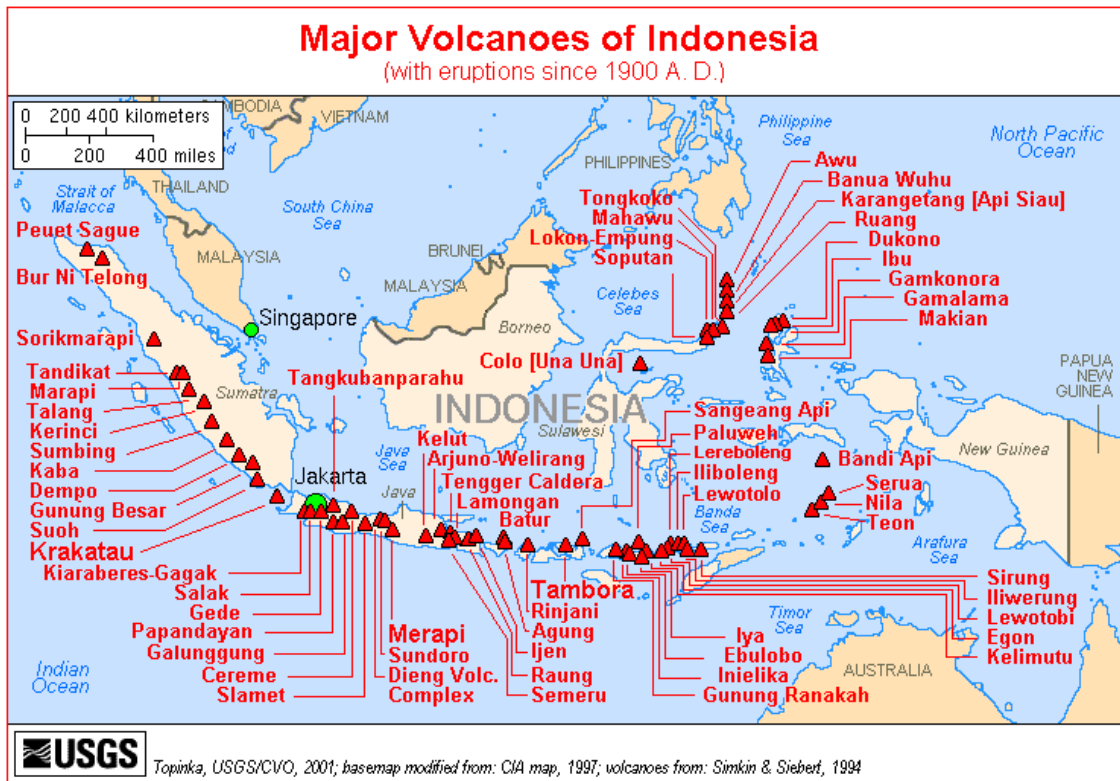 Major Volcanoes of Indonesia
(with eruptions since 1900 A. D.)
0 200 400 kilometers
0 200 400 miles
CAMBODIA
VIETNAM
THAILAND
Strait of
Malacca
South China
Sea
PHILIPPINES
Philippine
Sea
North Pacific
Ocean
MALAYSIA
BRUNEI
MALAYSIA
Celebes
Sea
Borneo
Singapore
Sumatra
INDONESIA
Sulawesi
Java
Sea
Jakarta
Java
Banda
Sea
New Guinea
PAPUA
NEW
GUINEA
Arafura
Sea
Timor
Sea
AUSTRALIA
Indian
Ocean
Peuet Sague
Bur Ni Telong
Sorikmarapi
Tandikat
Marapi
Talang
Kerinci
Sumbing
Kaba
Dempo
Gunung Besar
Suoh
Krakatau
Kiaraberes-Gagak
Salak
Gede
Papandayan
Galunggung
Cereme
Slamet
Tangkubanparahu
Merapi
Sundoro
Dieng Volc.
Complex
Kelut
Arjuno-Welirang
Tengger Caldera
Lamongan
Batur
Tambora
Rinjani
Agung
Ijen
Raung
Semeru
Tongkoko
Mahawu
Lokon-Empung
Soputan
Colo [Una Una]
Awu
Banua Wuhu
Karangetang [Api Siau]
Ruang
Dukono
Ibu
Gamkonora
Gamalama
Makian
Sangeang Api
Paluweh
Lereboleng
Iliboleng
Lewotolo
Bandi Api
Serua
Nila
Teon
Sirung
Iliwerung
Lewotobi
Egon
Kelimutu
Iya
Ebulobo
Inielika
Gunung Ranakah
USGS
Topinka, USGS/CVO, 2001; basemap modified from: CIA map, 1997; volcanoes from: Simkin & Siebert, 1994